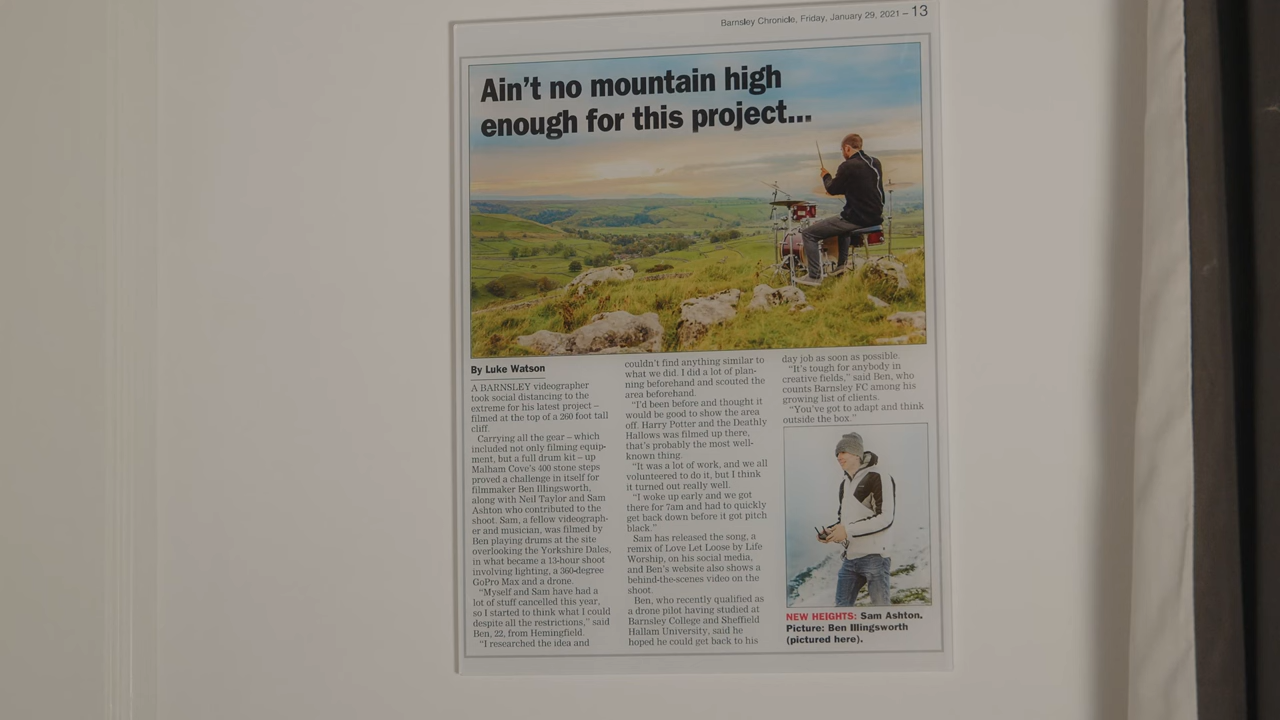 Barnsley Chronicle, Friday, January 29, 2021 – 13
Ain't no mountain high
enough for this project...
By Luke Watson
A BARNSLEY videographer
took social distancing to the
extreme for his latest project –
filmed at the top of a 260 foot tall
cliff.
Carrying all the gear – which
included not only filming equip-
ment, but a full drum kit – up
Malham Cove's 400 stone steps
proved a challenge in itself for
filmmaker Ben Illingsworth,
along with Neil Taylor and Sam
Ashton who contributed to the
shoot. Sam, a fellow videograph-
er and musician, was filmed by
Ben playing drums at the site
overlooking the Yorkshire Dales,
in what became a 13-hour shoot
involving lighting, a 360-degree
GoPro Max and a drone.
"Myself and Sam have had a
lot of stuff cancelled this year,
so I started to think what I could
despite all the restrictions," said
Ben, 22, from Hemingfield.
"I researched the idea and
couldn't find anything similar to
what we did. I did a lot of plan-
ning beforehand and scouted the
area beforehand.
"I'd been before and thought it
would be good to show the area
off. Harry Potter and the Deathly
Hallows was filmed up there,
that's probably the most well-
known thing.
"It was a lot of work, and we all
volunteered to do it, but I think
it turned out really well.
"I woke up early and we got
there for 7am and had to quickly
get back down before it got pitch
black."
Sam has released the song, a
remix of Love Let Loose by Life
Worship, on his social media,
and Ben's website also shows a
behind-the-scenes video on the
shoot.
Ben, who recently qualified as
a drone pilot having studied at
Barnsley College and Sheffield
Hallam University, said he
hoped he could get back to his
day job as soon as possible.
"It's tough for anybody in
creative fields," said Ben, who
counts Barnsley FC among his
growing list of clients.
"You've got to adapt and think
outside the box."
NEW HEIGHTS: Sam Ashton.
Picture: Ben Illingsworth
(pictured here).